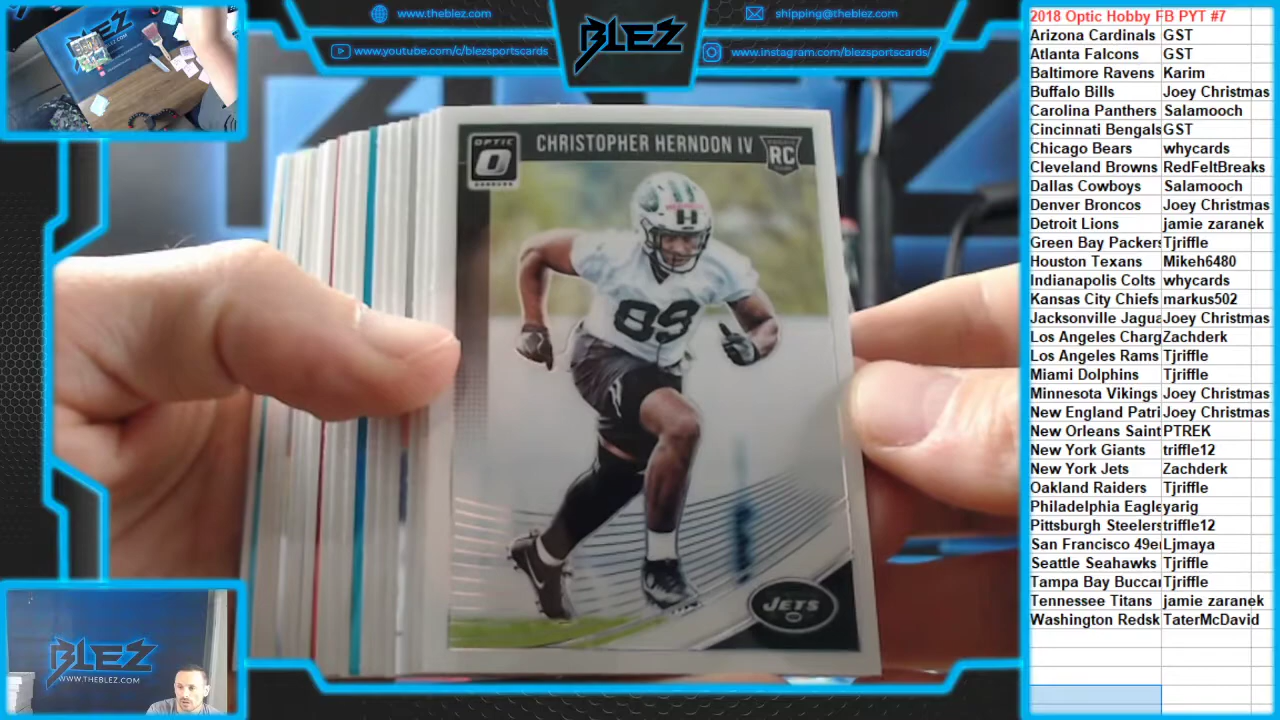 www.theblez.com
www.youtube.com/c/blezsportscards
BLEZ
shipping@theblez.com
www.instagram.com/blezsportscards/
OPTIC
CHRISTOPHER HERNDON IV
RC
H
89
JETS
BLEZ
WWW.THEBLEZ.COM
2018 Optic Hobby FB PYT #7
Arizona Cardinals GST
Atlanta Falcons GST
Baltimore Ravens Karim
Buffalo Bills Joey Christmas
Carolina Panthers Salamooch
Cincinnati Bengals GST
Chicago Bears whycards
Cleveland Browns RedFeltBreaks
Dallas Cowboys Salamooch
Denver Broncos Joey Christmas
Detroit Lions jamie zaranek
Green Bay Packers Tjriffle
Houston Texans Mikeh6480
Indianapolis Colts whycards
Kansas City Chiefs markus502
Jacksonville Jagua Joey Christmas
Los Angeles Charg Zachderk
Los Angeles Rams Tjriffle
Miami Dolphins Tjriffle
Minnesota Vikings Joey Christmas
New England Patri Joey Christmas
New Orleans Saint PTREK
New York Giants triffle12
New York Jets Zachderk
Oakland Raiders Tjriffle
Philadelphia Eagle yarig
Pittsburgh Steelers triffle12
San Francisco 49er Ljmaya
Seattle Seahawks Tjriffle
Tampa Bay Buccar Tjriffle
Tennessee Titans jamie zaranek
Washington Redsk TaterMcDavid